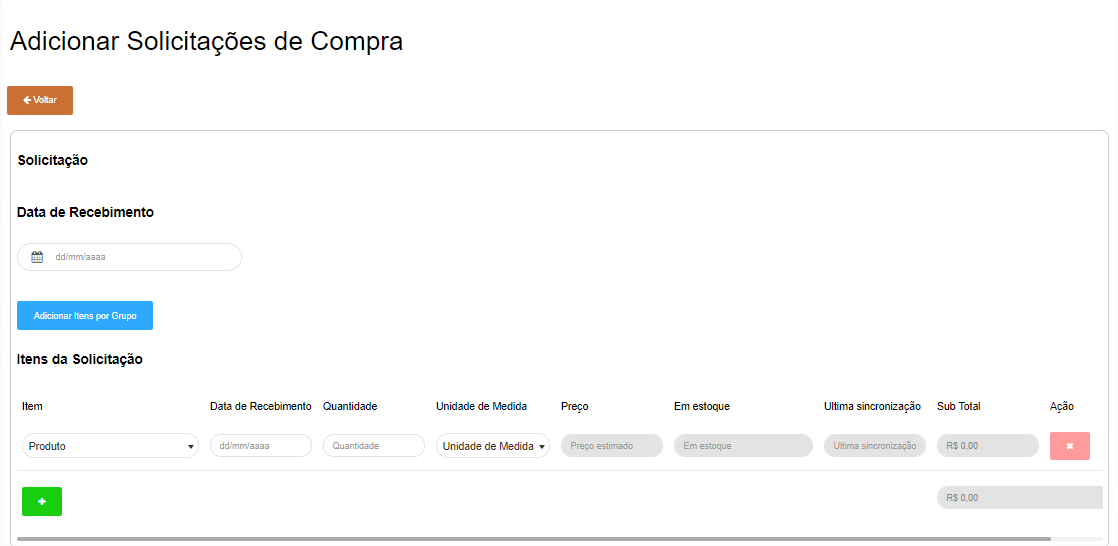 Adicionar Solicitações de Compra
Voltar
Solicitação
Data de Recebimento
dd/mm/aaaa
Adicionar Itens por Grupo
Itens da Solicitação
Item Data de Recebimento Quantidade Unidade de Medida Preço Em estoque Ultima sincronização Sub Total Ação
Produto dd/mm/aaaa Quantidade Unidade de Medida Preço estimado Em estoque Ultima sincronização R$ 0,00
R$ 0,00